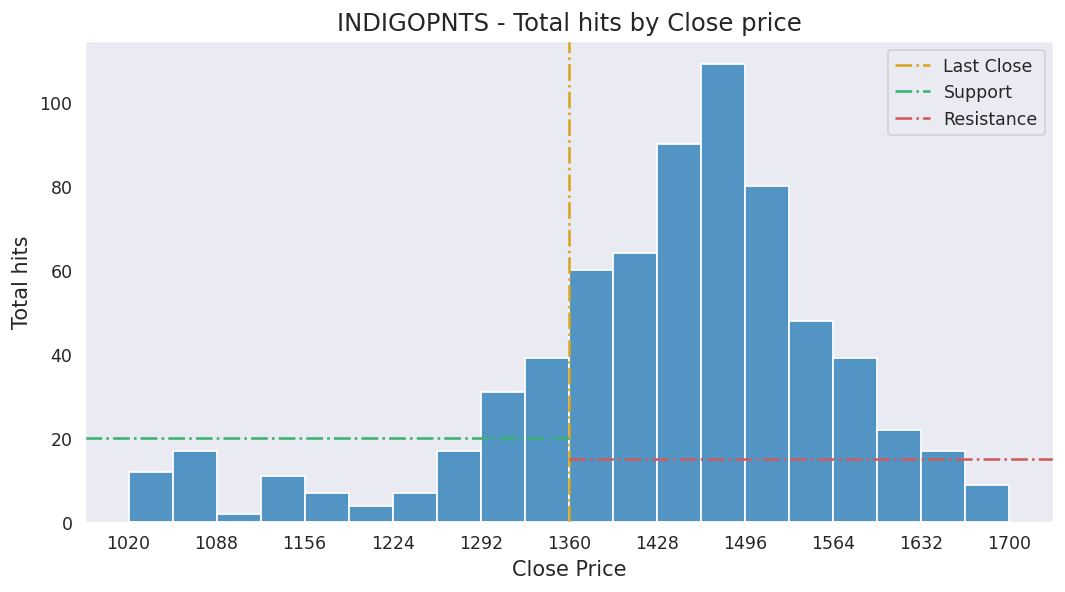 INDIGOPNTS - Total hits by Close price
Last Close
Support
Resistance
Total hits
100
80
60
40
20
0
1020 1088 1156 1224 1292 1360 1428 1496 1564 1632 1700
Close Price